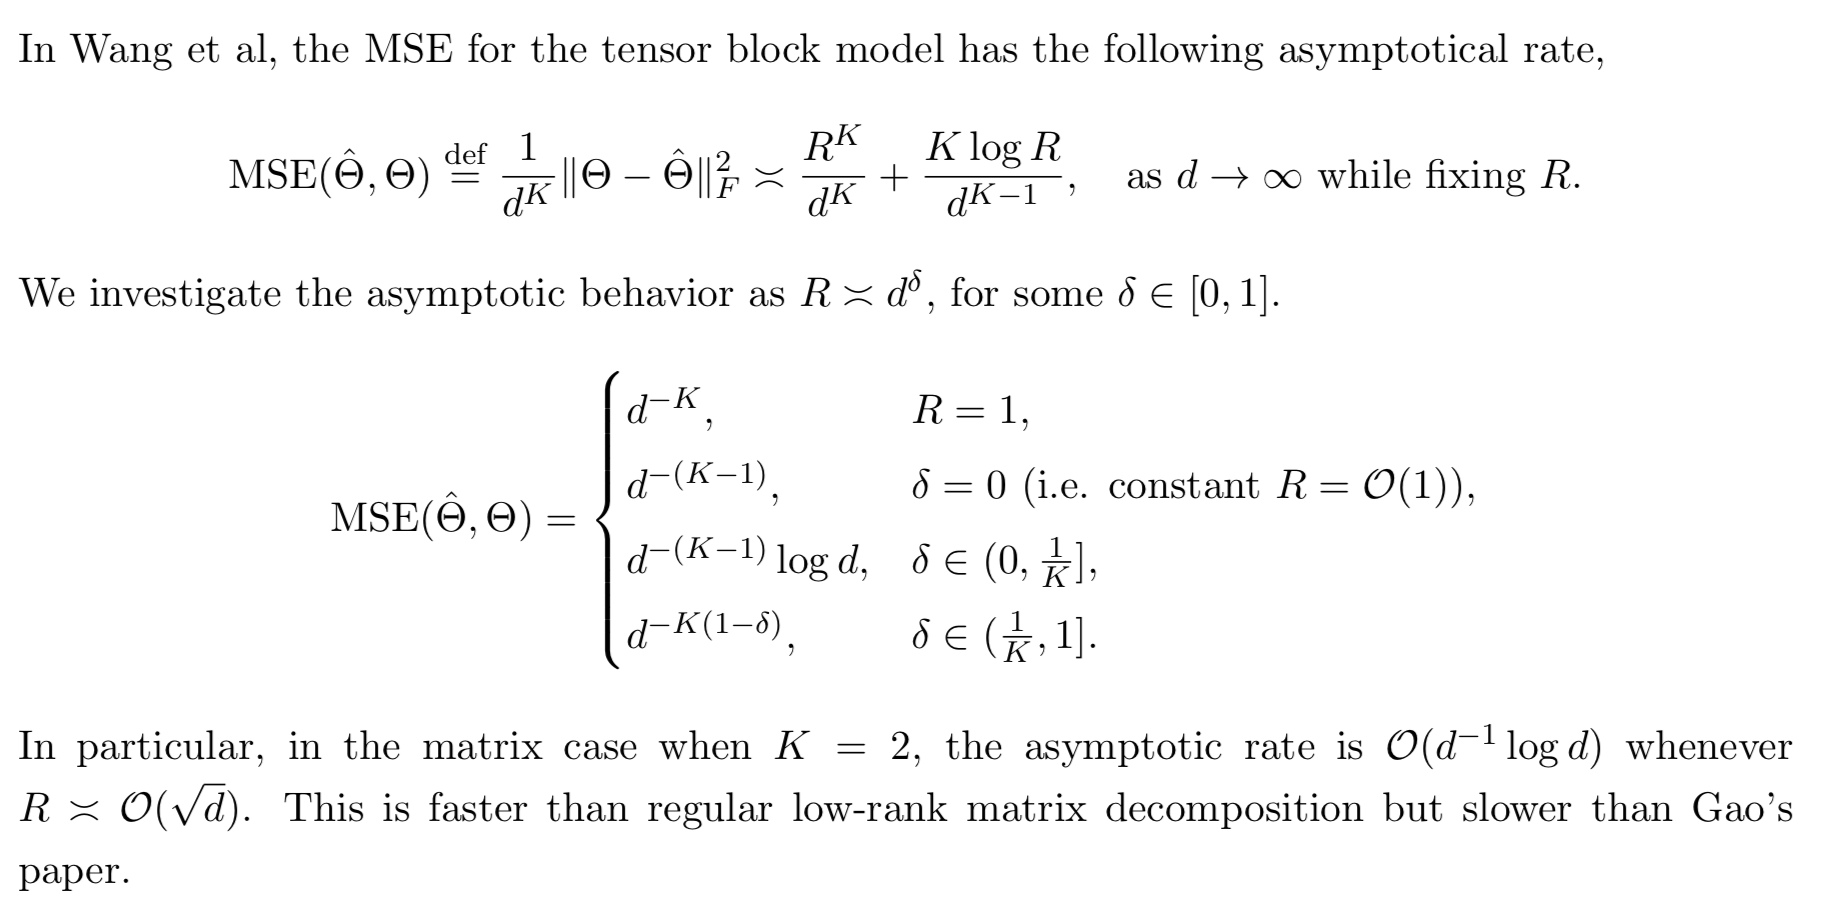 In Wang et al, the MSE for the tensor block model has the following asymptotical rate,
$\mathrm{MSE}(\hat{\Theta}, \Theta) \stackrel{\mathrm{def}}{=} \frac{1}{d^K} \|\Theta - \hat{\Theta}\|_F^2 \asymp \frac{R^K}{d^K} + \frac{K \log R}{d^{K-1}}, \quad \text{as } d \to \infty \text{ while fixing } R.$
We investigate the asymptotic behavior as $R \asymp d^\delta$, for some $\delta \in [0, 1]$.
$\mathrm{MSE}(\hat{\Theta}, \Theta) = \begin{cases} d^{-K}, & R = 1, \\ d^{-(K-1)}, & \delta = 0 \text{ (i.e. constant } R = \mathcal{O}(1)), \\ d^{-(K-1)} \log d, & \delta \in (0, \frac{1}{K}], \\ d^{-K(1-\delta)}, & \delta \in (\frac{1}{K}, 1]. \end{cases}$
In particular, in the matrix case when $K = 2$, the asymptotic rate is $\mathcal{O}(d^{-1} \log d)$ whenever
$R \asymp \mathcal{O}(\sqrt{d})$. This is faster than regular low-rank matrix decomposition but slower than Gao's
paper.